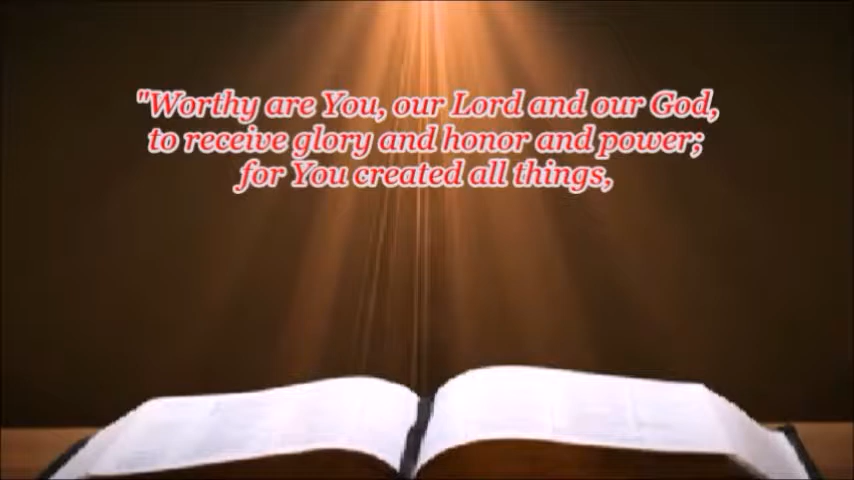 "Worthy are You, our Lord and our God,
to receive glory and honor and power;
for You created all things,